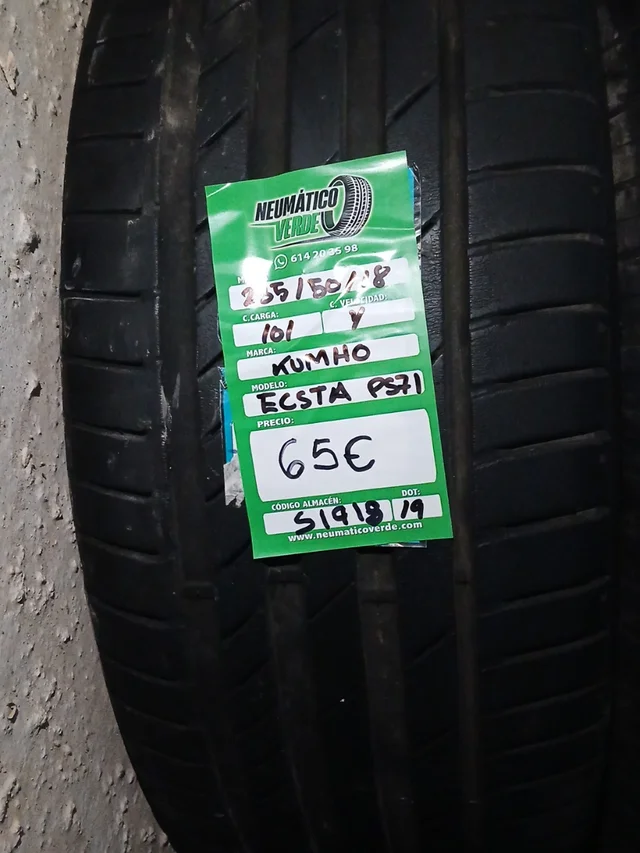 NEUMÁTICO
VERDE
614 20 35 98
/50/18
C.CARGA: C. VELOCIDAD:
101 Y
MARCA:
KUMHO
MODELO:
ECSTA PS71
PRECIO:
65€
CÓDIGO ALMACÉN: DOT:
S1918 19
www.neumaticoverde.com